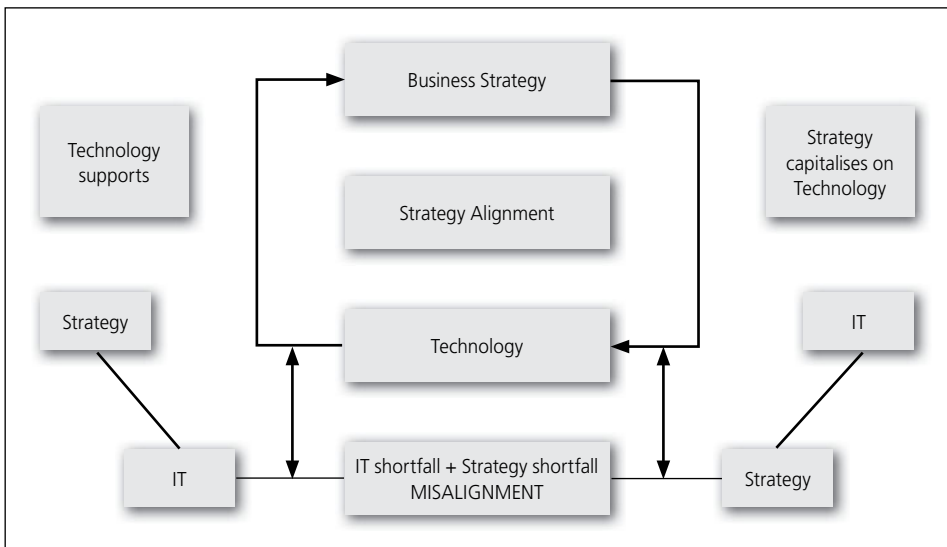 Business Strategy
Technology
supports
Strategy
capitalises on
Technology
Strategy Alignment
Strategy
Technology
IT
IT
IT shortfall + Strategy shortfall
MISALIGNMENT
Strategy